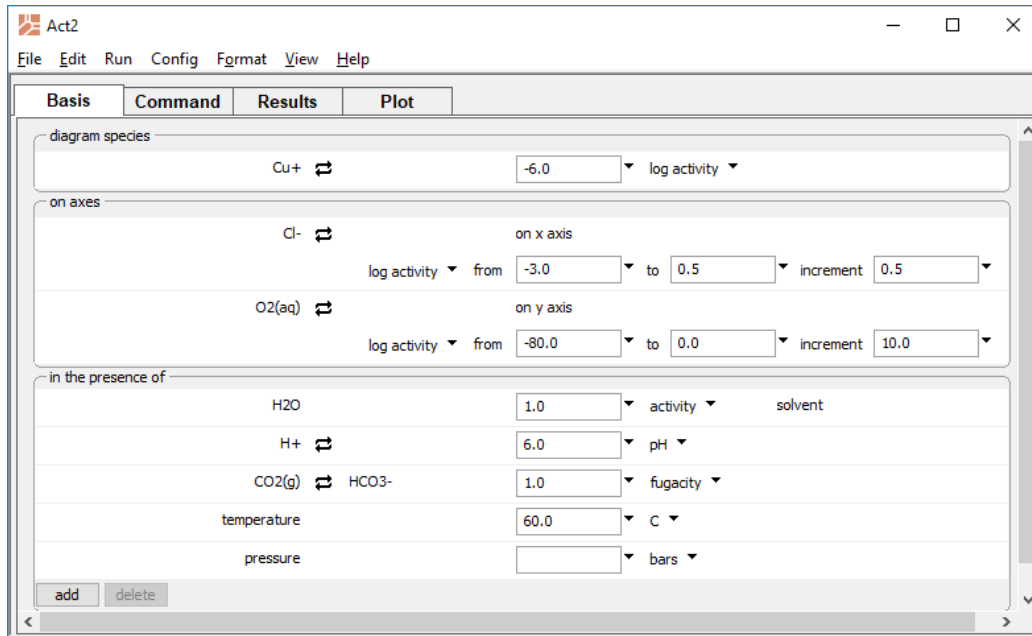 Act2
File Edit Run Config Format View Help
Basis Command Results Plot
diagram species
Cu+ -6.0 log activity
on axes
Cl- on x axis
log activity from -3.0 to 0.5 increment 0.5
O2(aq) on y axis
log activity from -80.0 to 0.0 increment 10.0
in the presence of
H2O 1.0 activity solvent
H+ 6.0 pH
CO2(g) HCO3- 1.0 fugacity
temperature 60.0 C
pressure bars
add delete